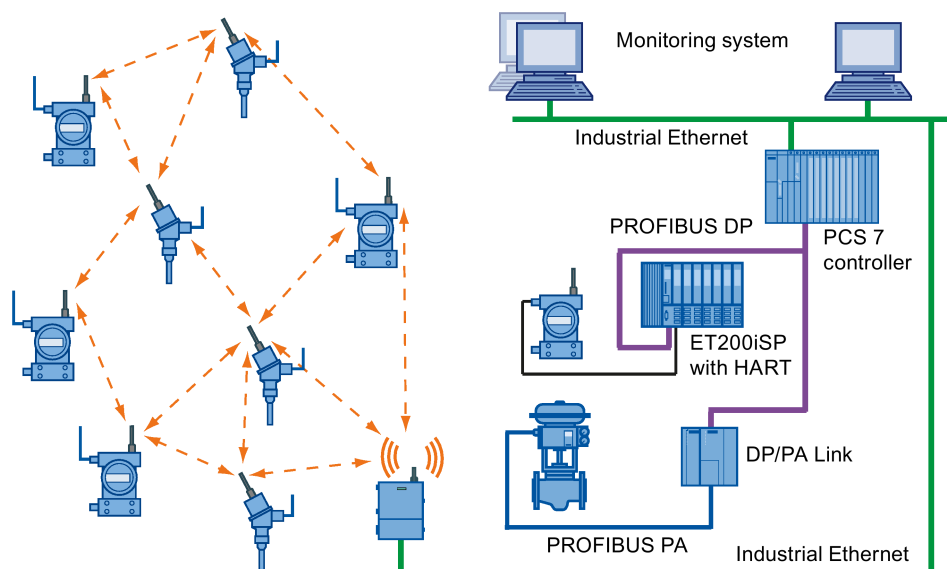 Monitoring system
Industrial Ethernet
PROFIBUS DP
PCS 7
controller
ET200iSP
with HART
DP/PA Link
PROFIBUS PA
Industrial Ethernet